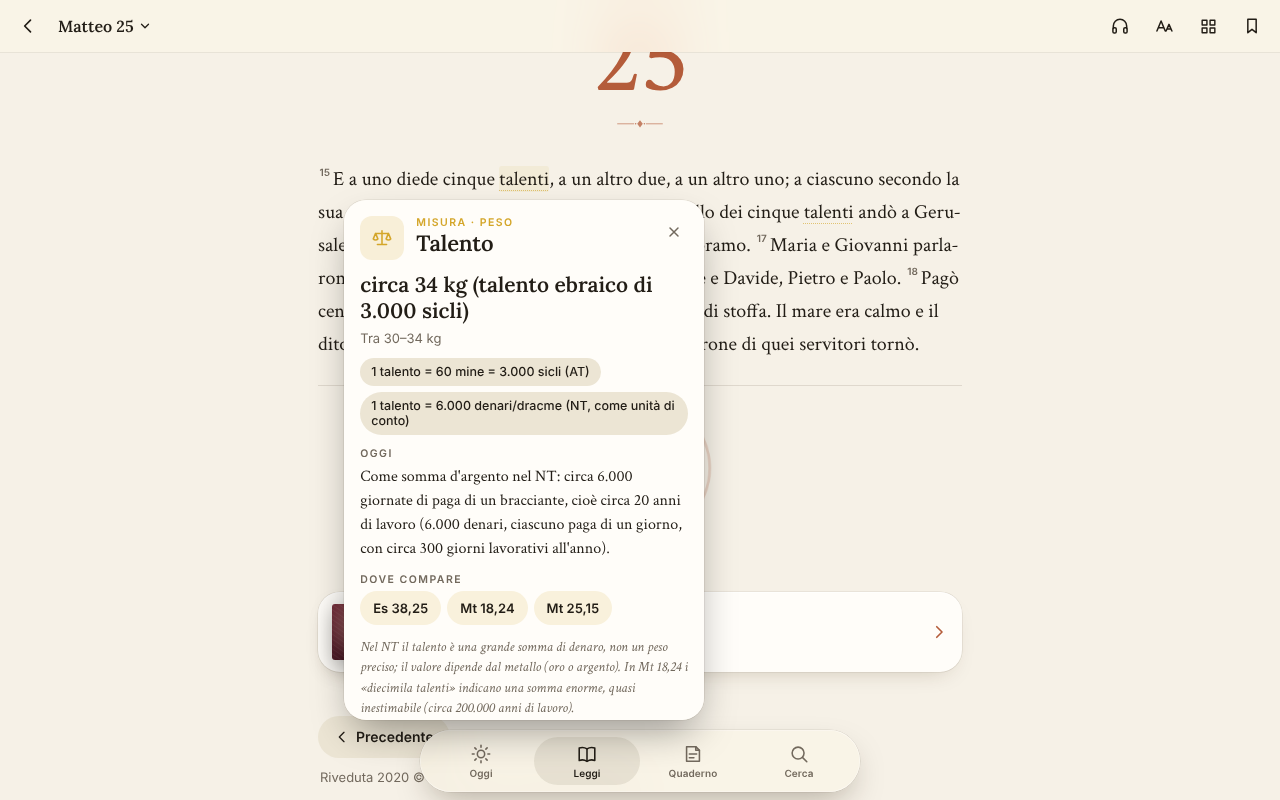 Matteo 25
25
15 E a uno diede cinque talenti, a un altro due, a un altro uno; a ciascuno secondo la
sua lo dei cinque talenti andò a Geru-
sale ramo. 17 Maria e Giovanni parla-
ron e Davide, Pietro e Paolo. 18 Pagò
cen di stoffa. Il mare era calmo e il
dito rone di quei servitori tornò.
MISURA · PESO
Talento
circa 34 kg (talento ebraico di
3.000 sicli)
Tra 30–34 kg
1 talento = 60 mine = 3.000 sicli (AT)
1 talento = 6.000 denari/dracme (NT, come unità di
conto)
OGGI
Come somma d'argento nel NT: circa 6.000
giornate di paga di un bracciante, cioè circa 20 anni
di lavoro (6.000 denari, ciascuno paga di un giorno,
con circa 300 giorni lavorativi all'anno).
DOVE COMPARE
Es 38,25 Mt 18,24 Mt 25,15
Nel NT il talento è una grande somma di denaro, non un peso
preciso; il valore dipende dal metallo (oro o argento). In Mt 18,24 i
«diecimila talenti» indicano una somma enorme, quasi
inestimabile (circa 200.000 anni di lavoro).
Precedente
Riveduta 2020 ©
Oggi Leggi Quaderno Cerca